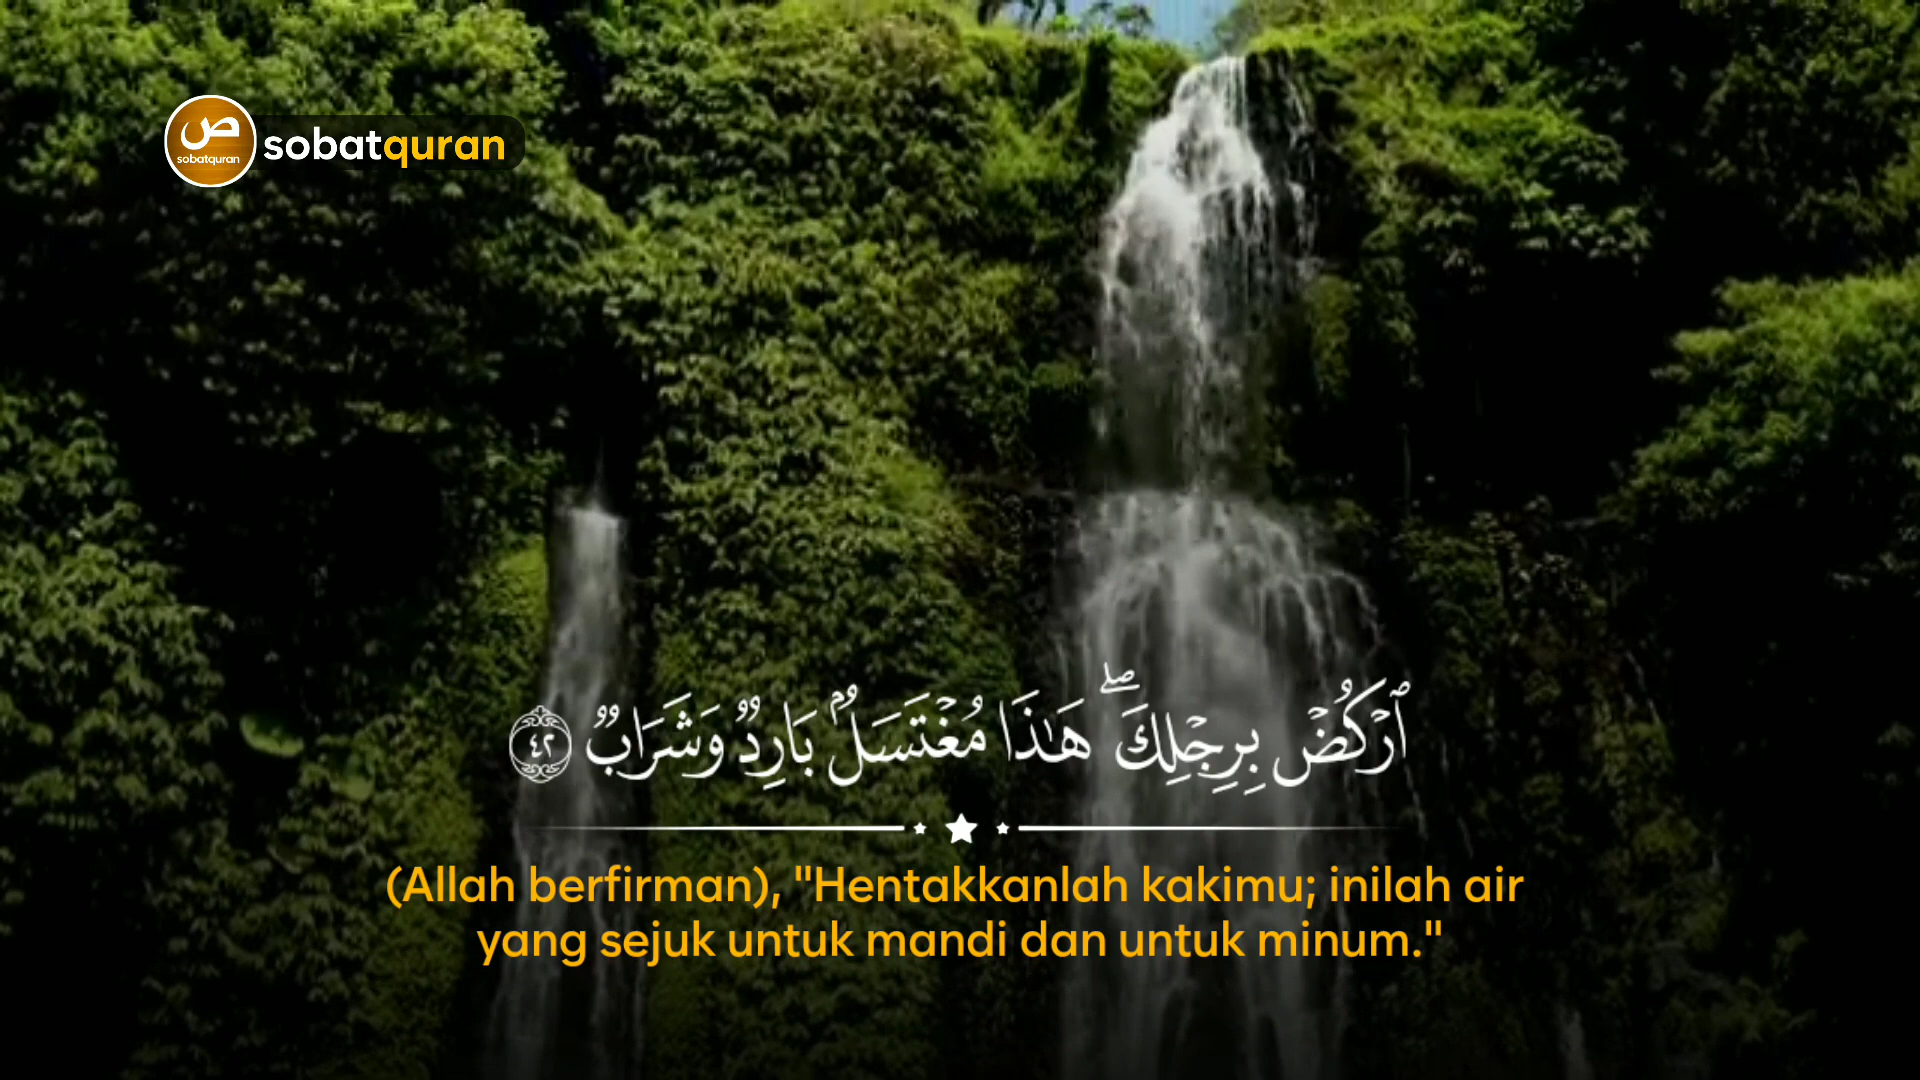 ص
sobatquran
sobatquran
ٱرْكُضْ بِرِجْلِكَ ۖ هَـٰذَا مُغْتَسَلٌۢ بَارِدٌ وَشَرَابٌ ٤٢
(Allah berfirman), "Hentakkanlah kakimu; inilah air
yang sejuk untuk mandi dan untuk minum."